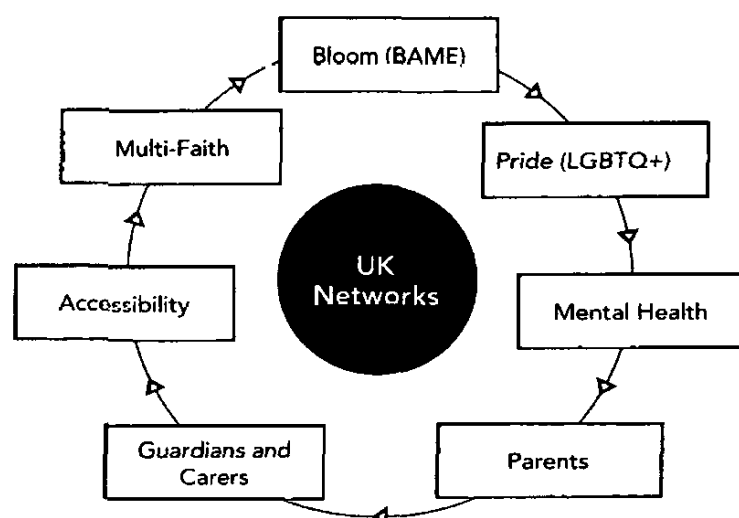 Bloom (BAME)
Pride (LGBTQ+)
Mental Health
Parents
Guardians and
Carers
Accessibility
Multi-Faith
UK
Networks